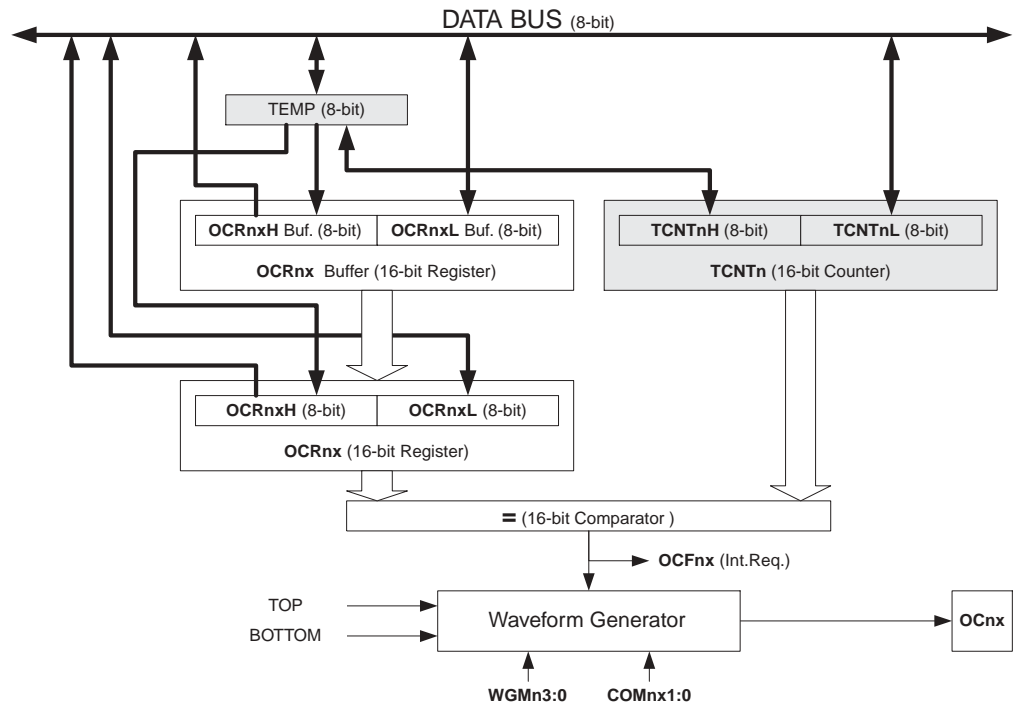 DATA BUS (8-bit)
TEMP (8-bit)
OCRnxH Buf. (8-bit) OCRnxL Buf. (8-bit)
OCRnx Buffer (16-bit Register)
TCNTnH (8-bit) TCNTnL (8-bit)
TCNTn (16-bit Counter)
OCRnxH (8-bit) OCRnxL (8-bit)
OCRnx (16-bit Register)
= (16-bit Comparator )
OCFnx (Int.Req.)
TOP
BOTTOM
Waveform Generator
OCnx
WGMn3:0 COMnx1:0